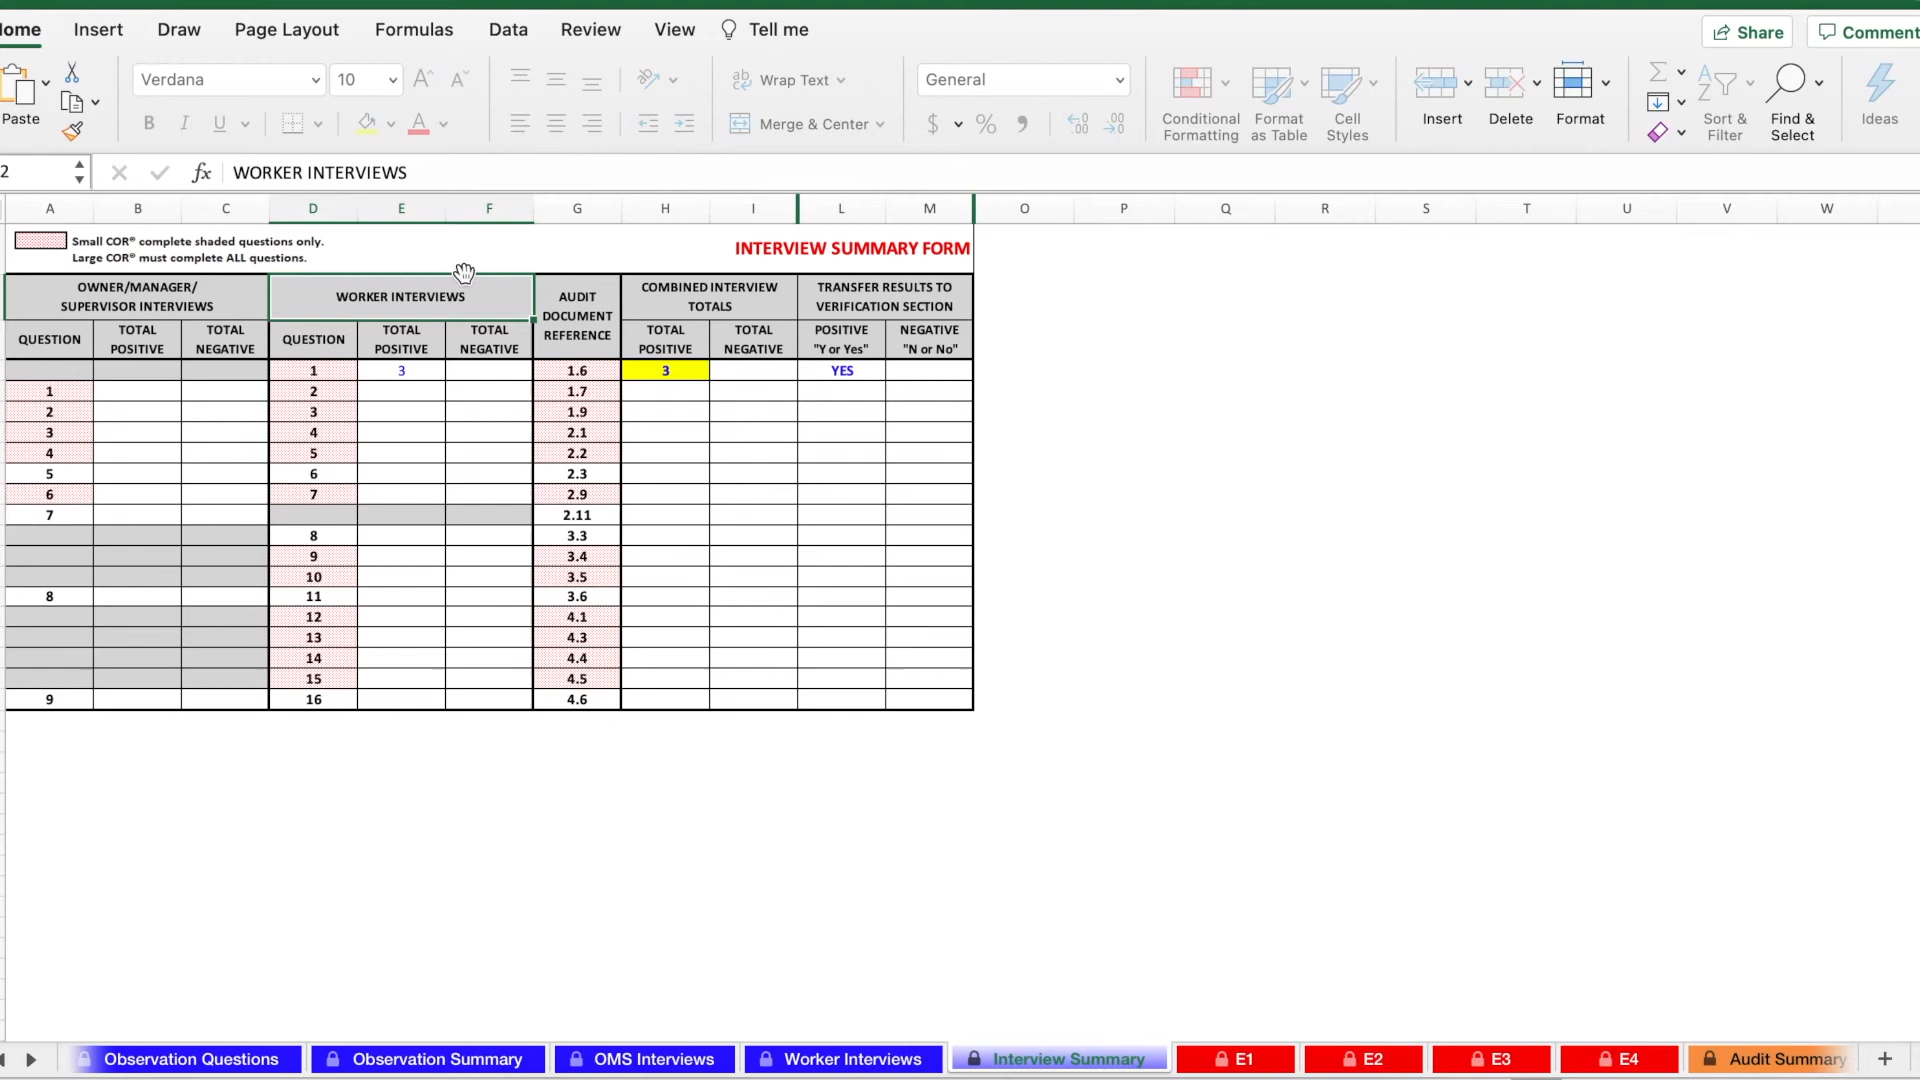 ome Insert Draw Page Layout Formulas Data Review View Tell me Share Comment
Paste Verdana 10 B I U Wrap Text Merge & Center General $ % Conditional Formatting Format as Table Cell Styles Insert Delete Format Sort & Filter Find & Select Ideas
2 fx WORKER INTERVIEWS
A B C D E F G H I L M O P Q R S T U V W
Small COR® complete shaded questions only.
Large COR® must complete ALL questions.
INTERVIEW SUMMARY FORM
OWNER/MANAGER/
SUPERVISOR INTERVIEWS
WORKER INTERVIEWS
AUDIT
DOCUMENT
REFERENCE
COMBINED INTERVIEW
TOTALS
TRANSFER RESULTS TO
VERIFICATION SECTION
QUESTION
TOTAL
POSITIVE
TOTAL
NEGATIVE
QUESTION
TOTAL
POSITIVE
TOTAL
NEGATIVE
TOTAL
POSITIVE
TOTAL
NEGATIVE
POSITIVE
"Y or Yes"
NEGATIVE
"N or No"
1 3 1.6 3 YES
1 2 1.7
2 3 1.9
3 4 2.1
4 5 2.2
5 6 2.3
6 7 2.9
7 2.11
8 3.3
9 3.4
10 3.5
8 11 3.6
12 4.1
13 4.3
14 4.4
15 4.5
9 16 4.6
Observation Questions Observation Summary OMS Interviews Worker Interviews Interview Summary E1 E2 E3 E4 Audit Summary +